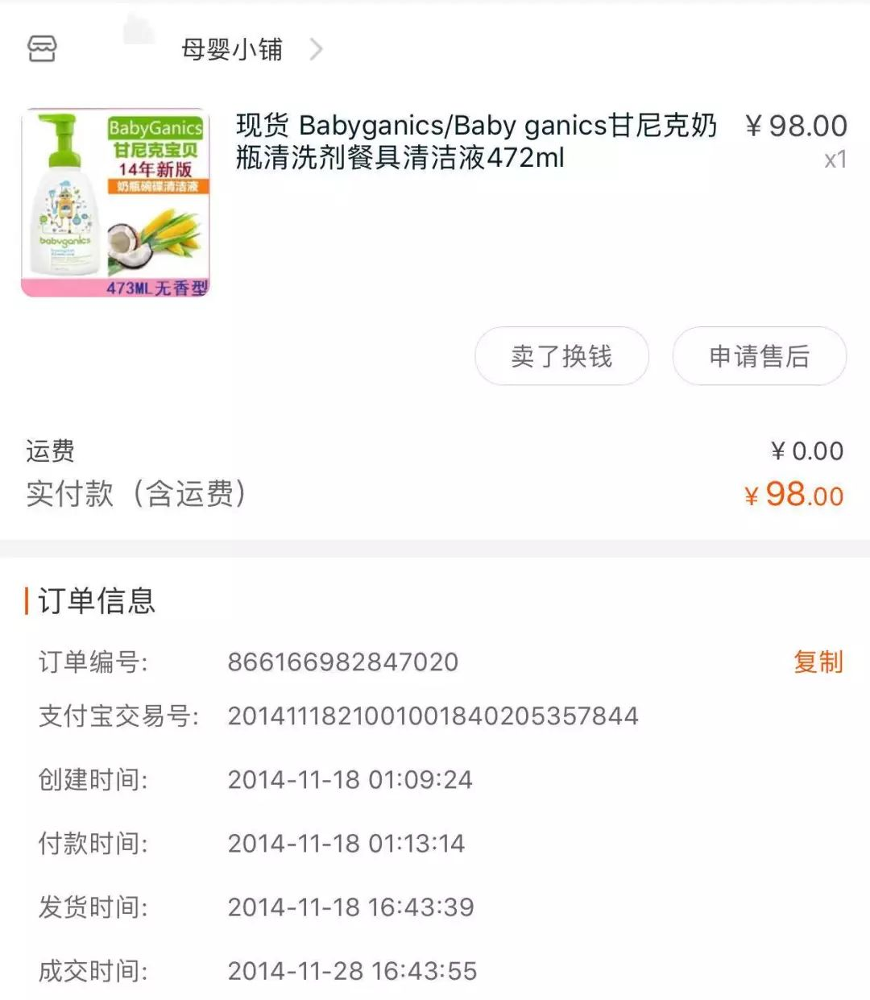 母婴小铺
现货 Babyganics/Baby ganics甘尼克奶 ¥98.00
瓶清洗剂餐具清洁液472ml x1
BabyGanics
甘尼克宝贝
14年新版
奶瓶碗碟清洁液
babyganics
473ML无香型
卖了换钱 申请售后
运费 ¥0.00
实付款（含运费） ¥98.00
订单信息
订单编号: 866166982847020 复制
支付宝交易号: 2014111821001001840205357844
创建时间: 2014-11-18 01:09:24
付款时间: 2014-11-18 01:13:14
发货时间: 2014-11-18 16:43:39
成交时间: 2014-11-28 16:43:55